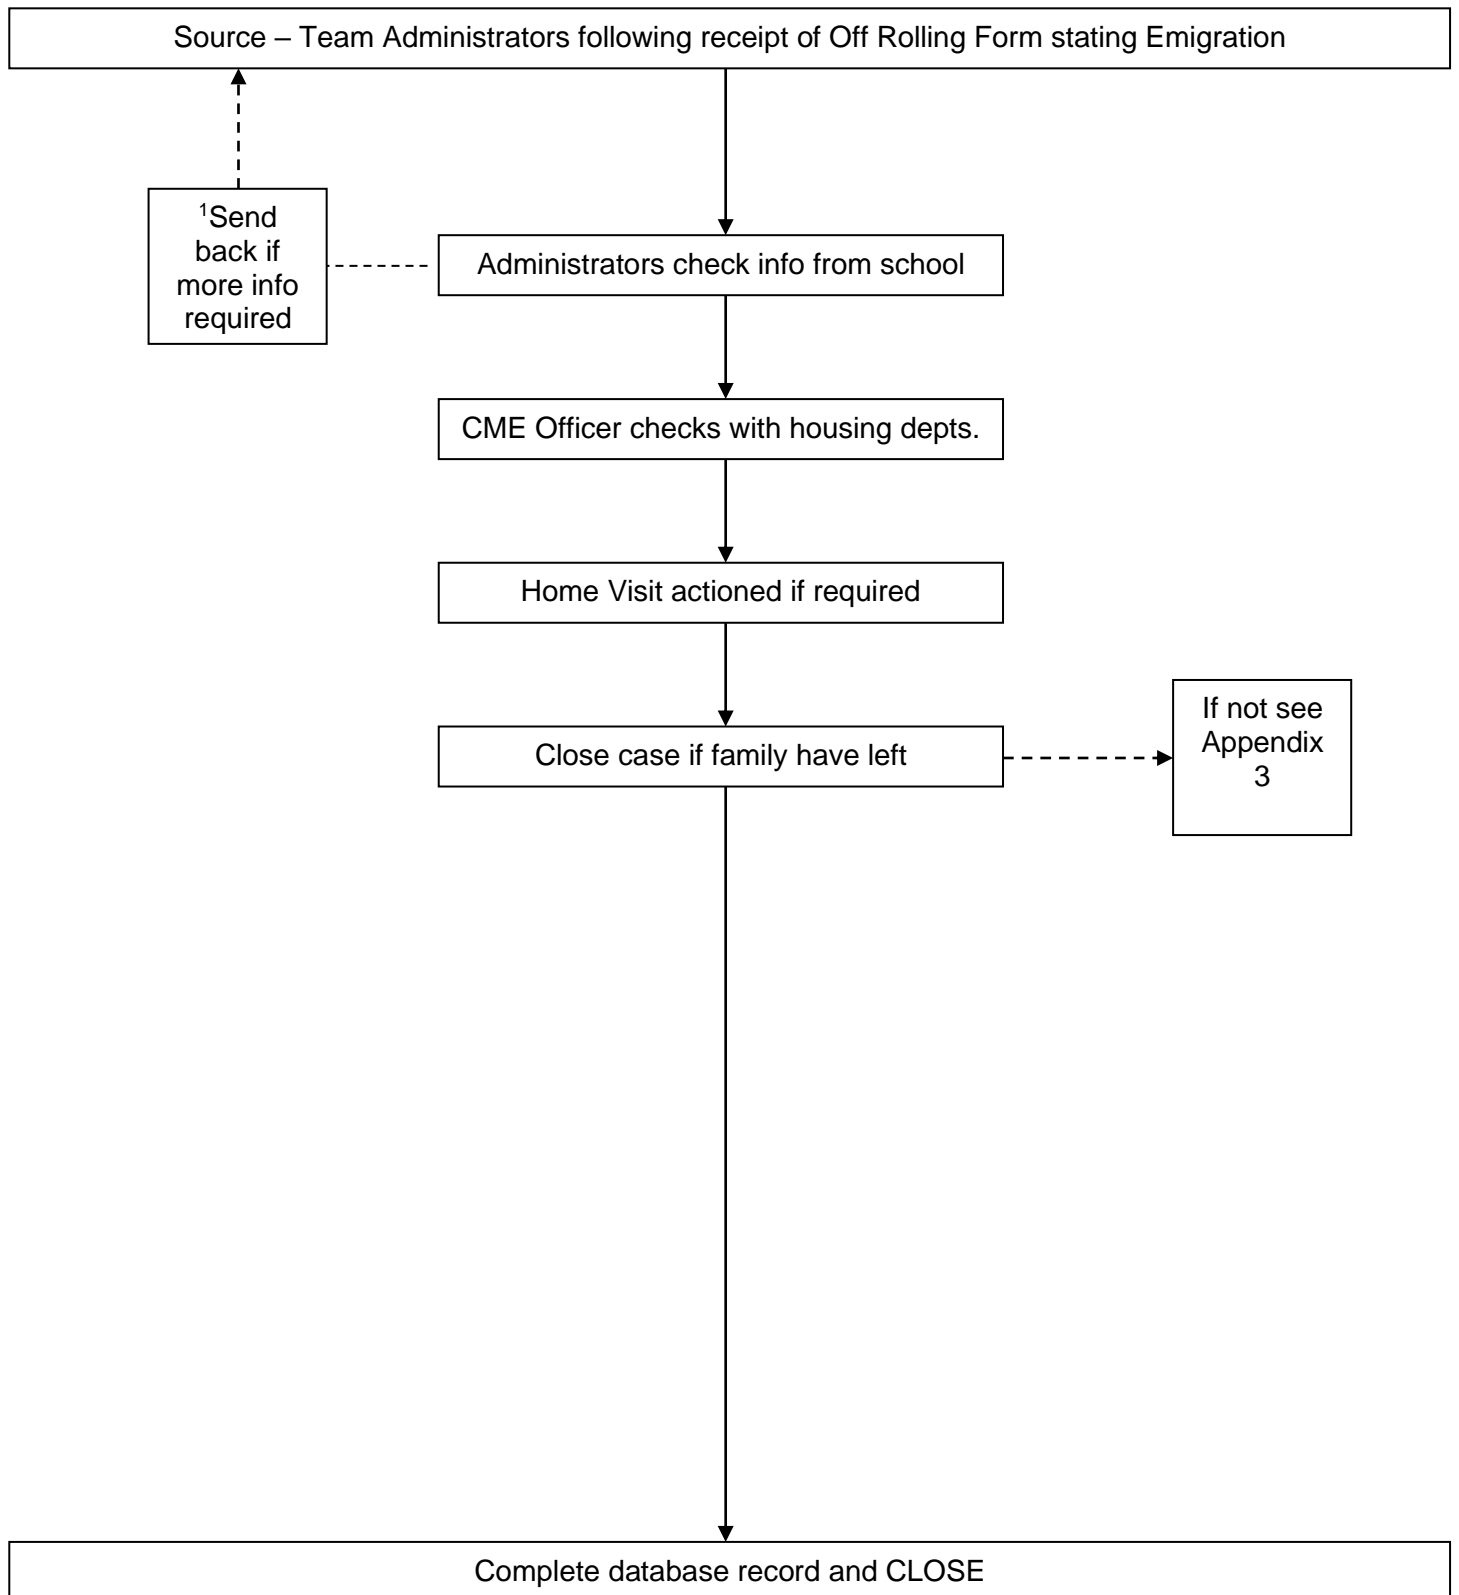 Source – Team Administrators following receipt of Off Rolling Form stating Emigration
¹Send
back if
more info
required
Administrators check info from school
CME Officer checks with housing depts.
Home Visit actioned if required
Close case if family have left
If not see
Appendix
3
Complete database record and CLOSE